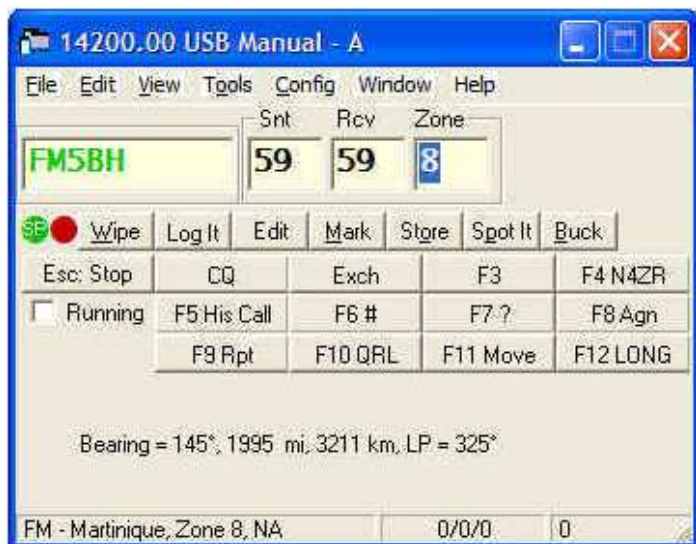 14200.00 USB Manual - A
File Edit View Tools Config Window Help
Snt Rcv Zone
FM5BH 59 59 8
SP Wipe Log It Edit Mark Store Spot It Buck
Esc: Stop CQ Exch F3 F4 N4ZR
Running F5 His Call F6 # F7 ? F8 Agn
F9 Rpt F10 QRL F11 Move F12 LONG
Bearing = 145°, 1995 mi, 3211 km, LP = 325°
FM - Martinique, Zone 8, NA 0/0/0 0